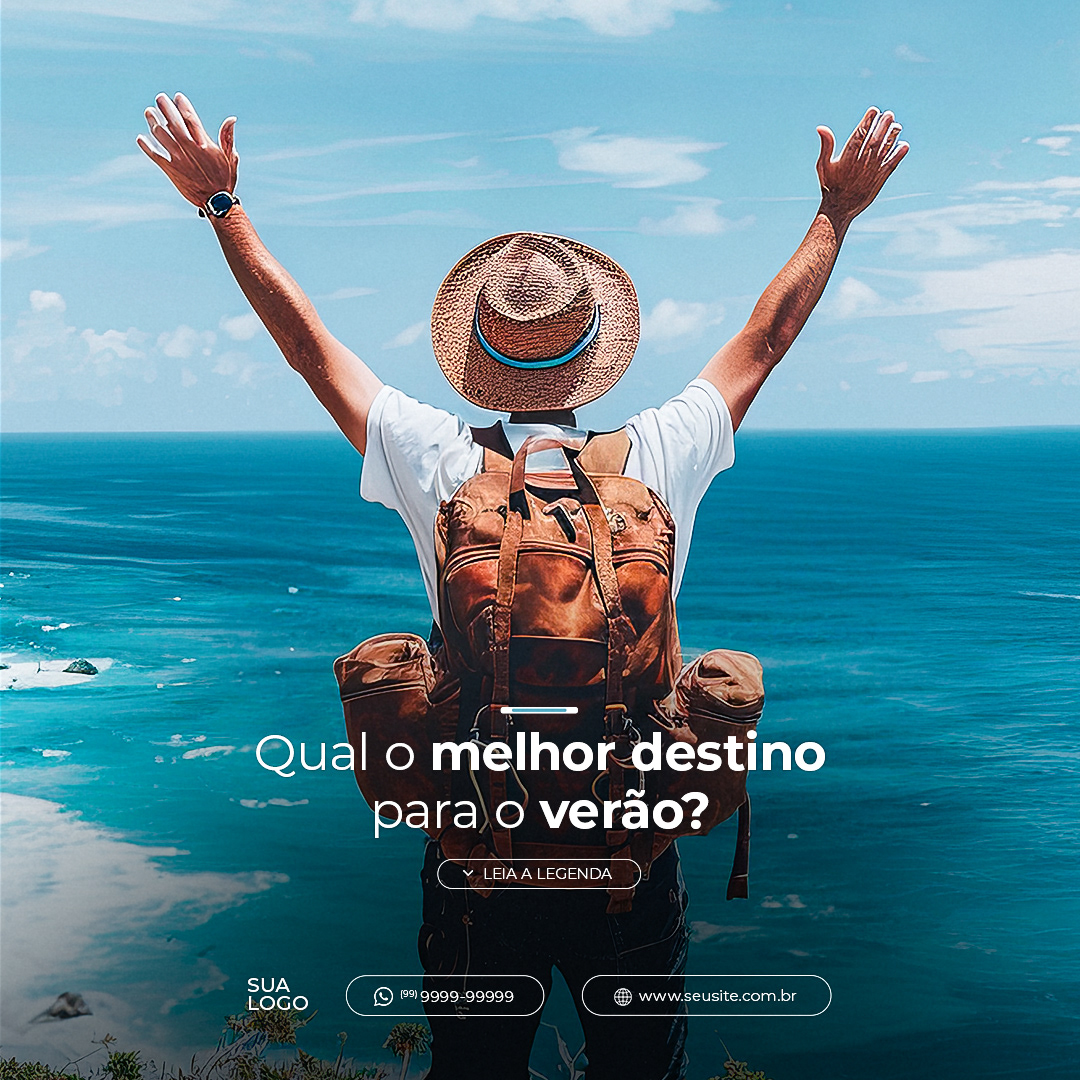 Qual o melhor destino
para o verão?
LEIA A LEGENDA
SUA
LOGO
(99) 9999-99999
www.seusite.com.br